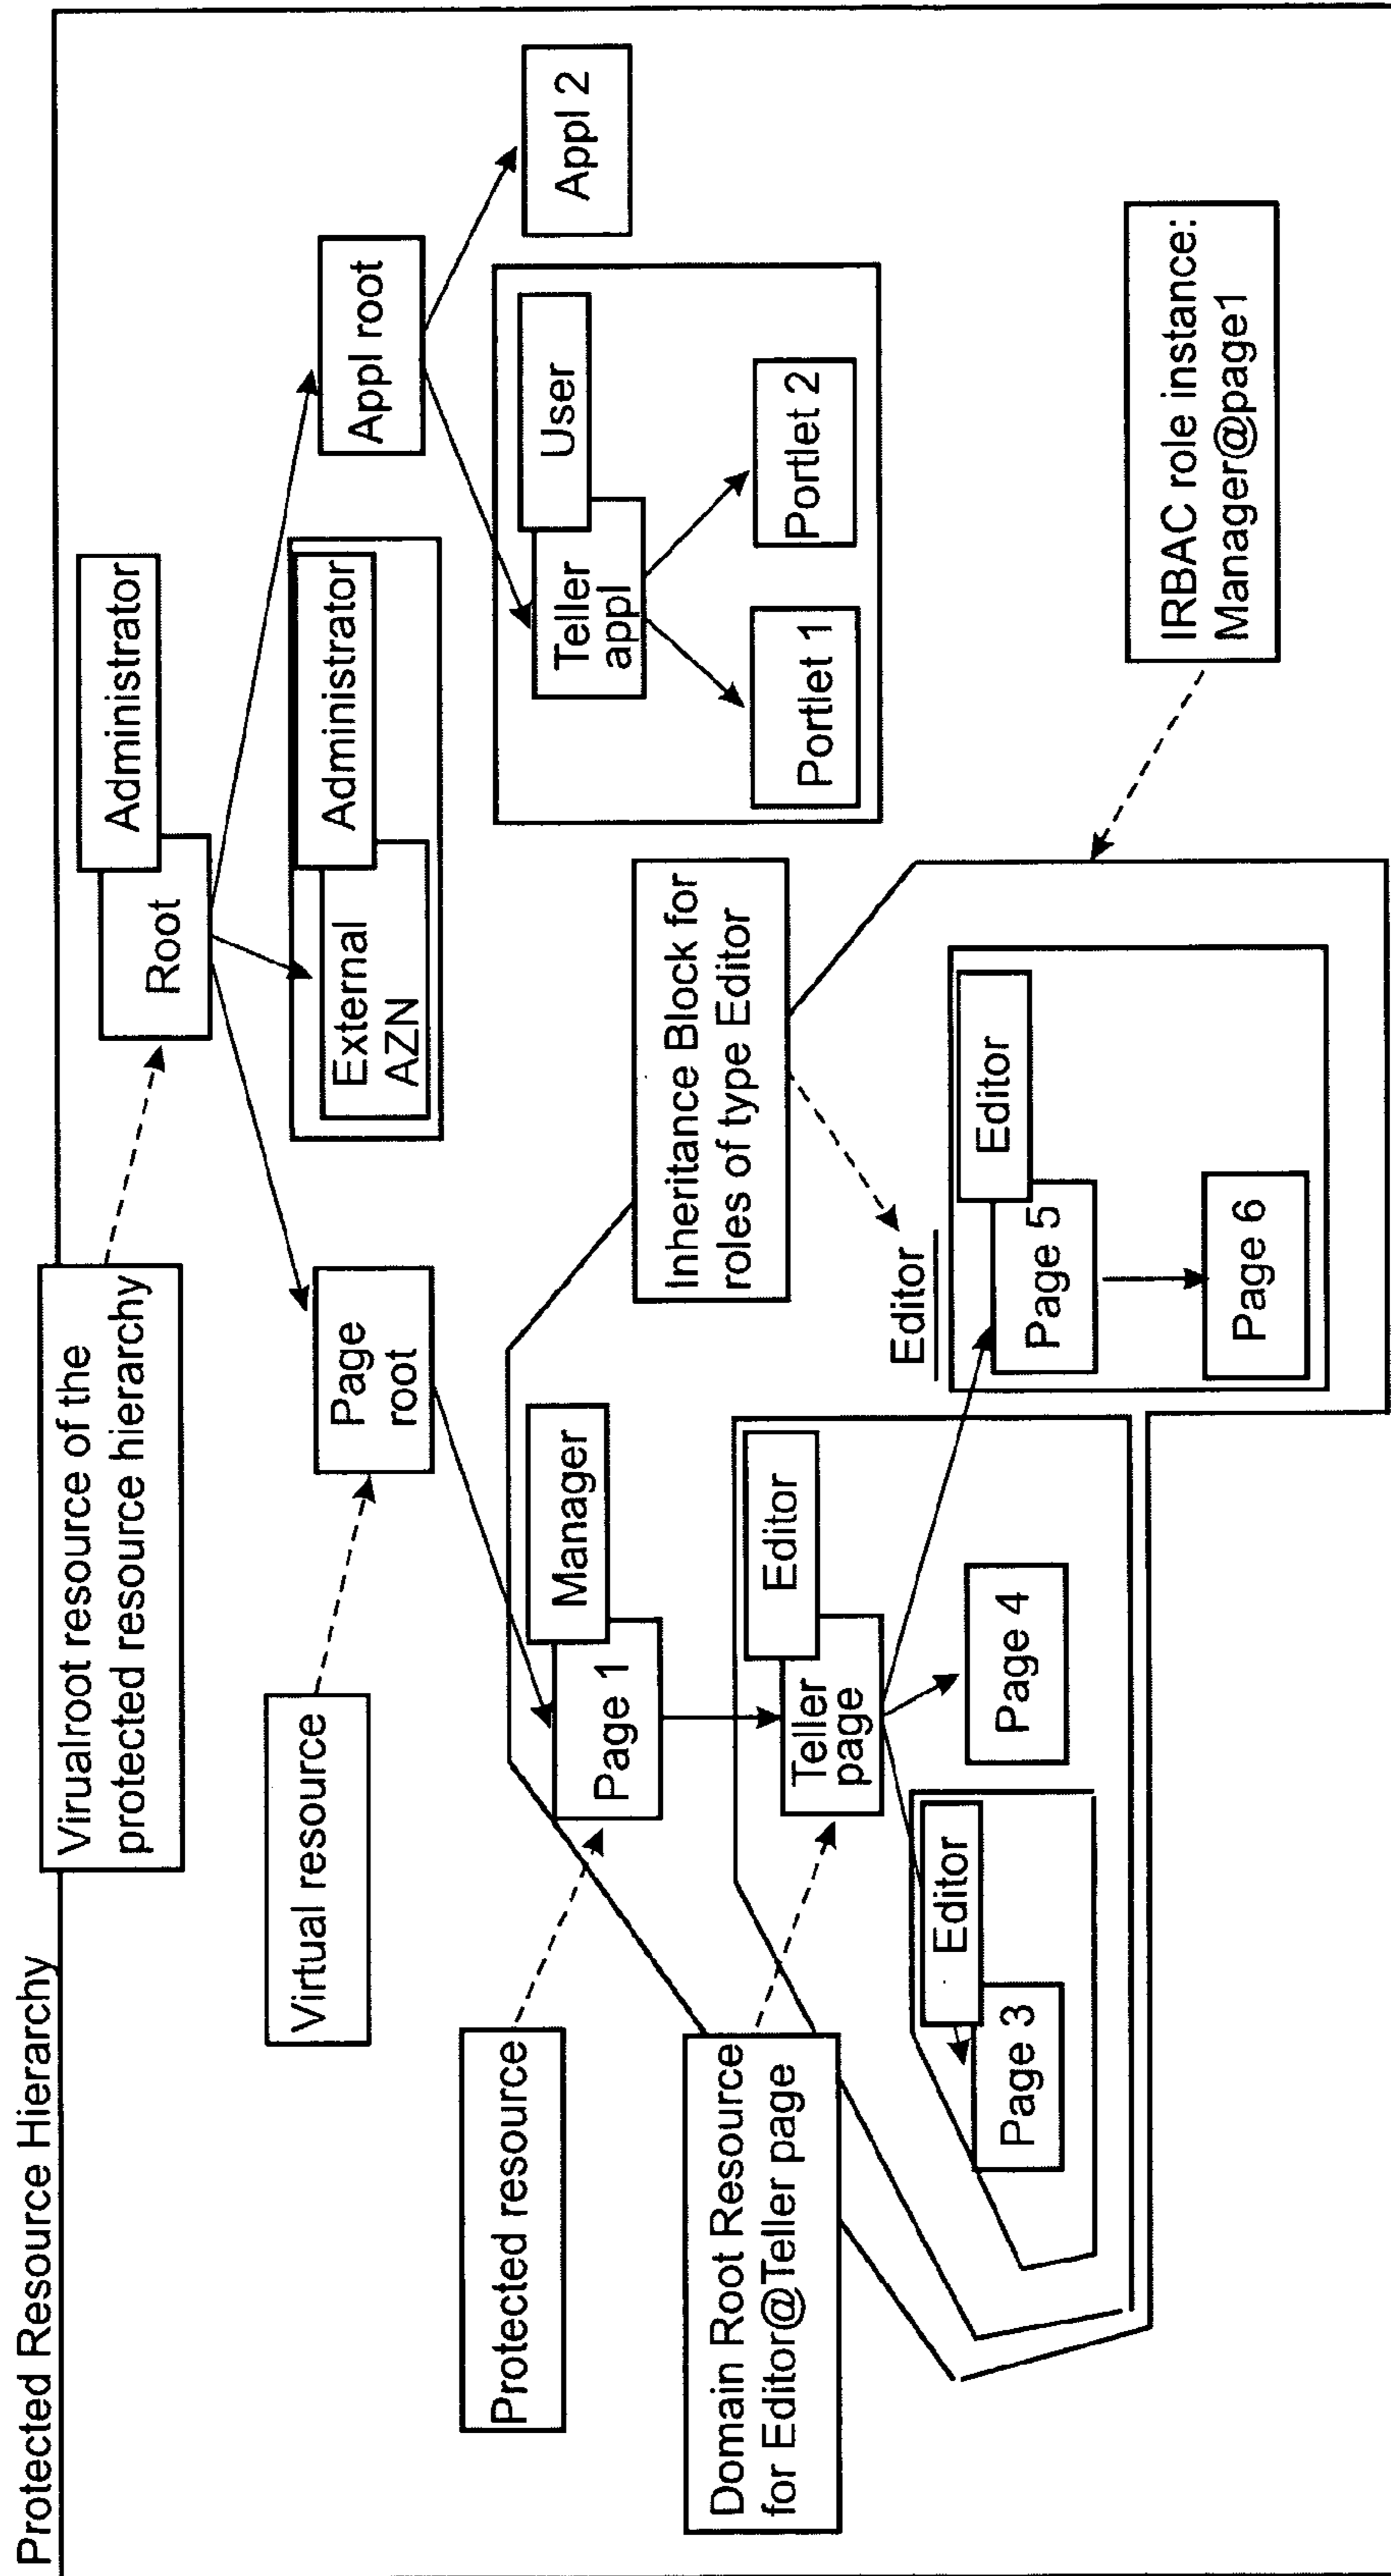 Protected Resource Hierarchy
Virualroot resource of the
protected resource hierarchy
Root
Administrator
Virtual resource
Page
root
External
AZN
Administrator
Appl root
Protected resource
Page 1
Manager
Teller
appl
User
Appl 2
Portlet 1
Portlet 2
Domain Root Resource
for Editor@Teller page
Teller
page
Editor
Inheritance Block for
roles of type Editor
Editor
Page 3
Editor
Page 4
Page 5
Editor
Page 6
IRBAC role instance:
Manager@page1